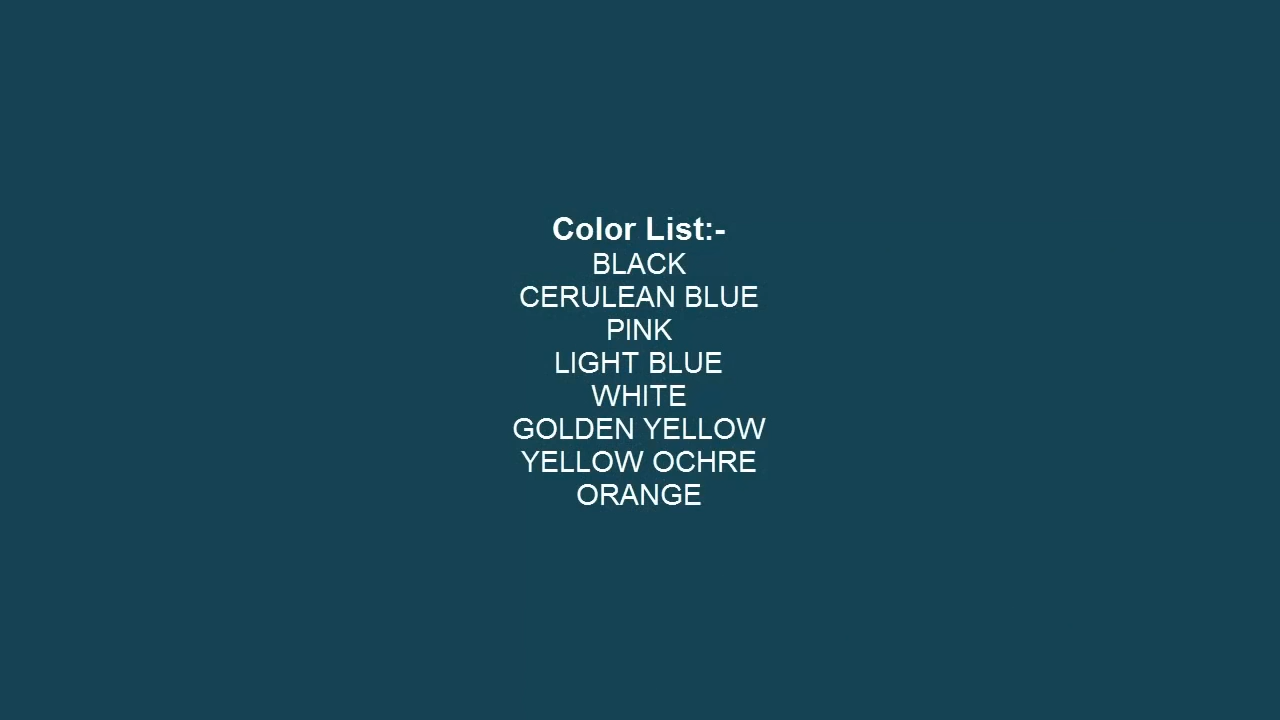 Color List:-
BLACK
CERULEAN BLUE
PINK
LIGHT BLUE
WHITE
GOLDEN YELLOW
YELLOW OCHRE
ORANGE